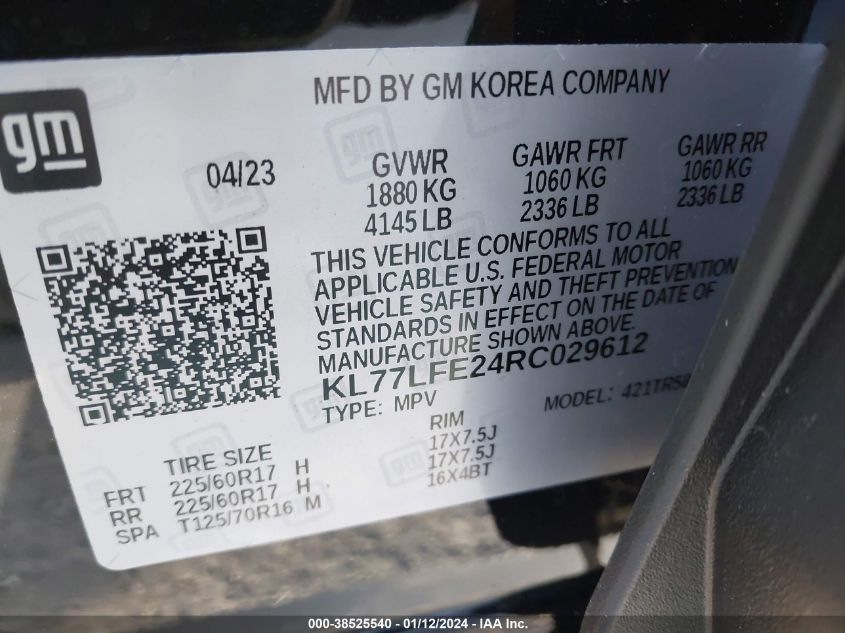 MFD BY GM KOREA COMPANY
gm
04/23
GVWR GAWR FRT GAWR RR
1880 KG 1060 KG 1060 KG
4145 LB 2336 LB 2336 LB
THIS VEHICLE CONFORMS TO ALL
APPLICABLE U.S. FEDERAL MOTOR
VEHICLE SAFETY AND THEFT PREVENTION
STANDARDS IN EFFECT ON THE DATE OF
MANUFACTURE SHOWN ABOVE.
KL77LFE24RC029612
TYPE: MPV MODEL:
TIRE SIZE RIM
FRT 225/60R17 H 17X7.5J
RR 225/60R17 H 17X7.5J
SPA T125/70R16 M 16X4BT
000-38525540 - 01/12/2024 - IAA Inc.